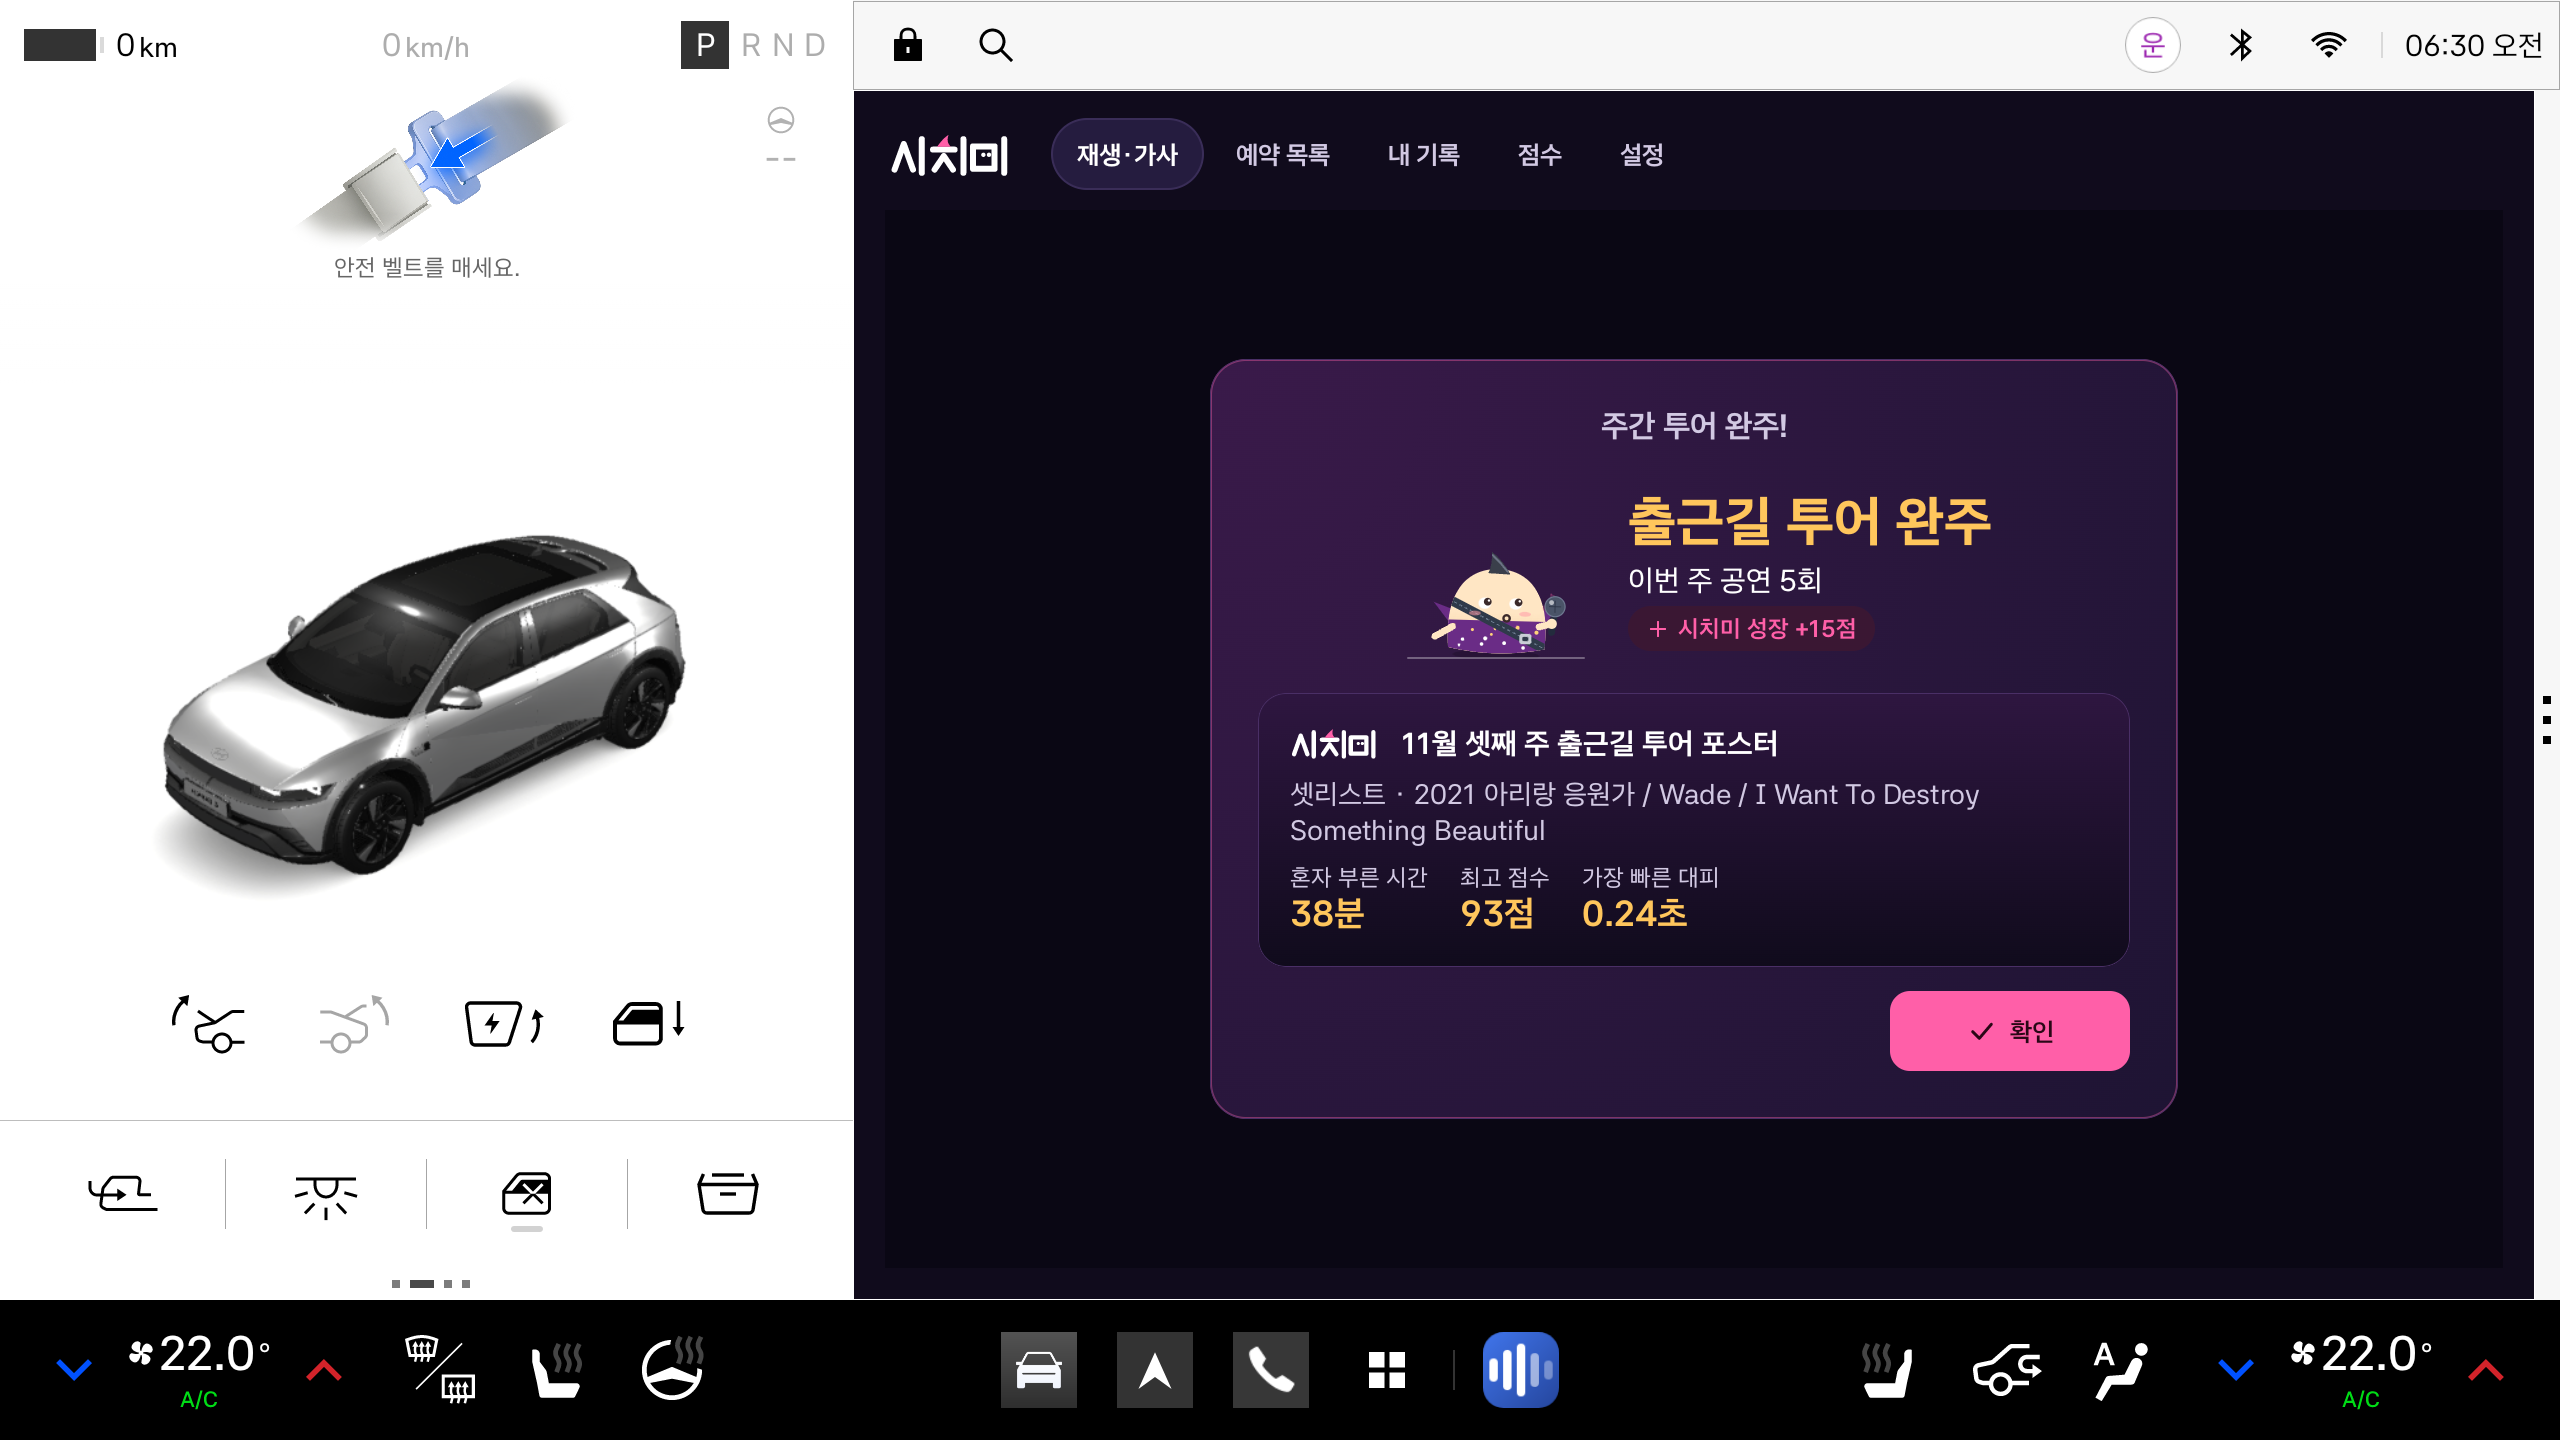 0 km
0 km/h
P R N D
안전 벨트를 매세요.
운
06:30 오전
시치미
재생·가사
예약 목록
내 기록
점수
설정
주간 투어 완주!
출근길 투어 완주
이번 주 공연 5회
+ 시치미 성장 +15점
시치미 11월 셋째 주 출근길 투어 포스터
셋리스트 · 2021 아리랑 응원가 / Wade / I Want To Destroy
Something Beautiful
혼자 부른 시간
38분
최고 점수
93점
가장 빠른 대피
0.24초
확인
22.0°
A/C
A
22.0°
A/C